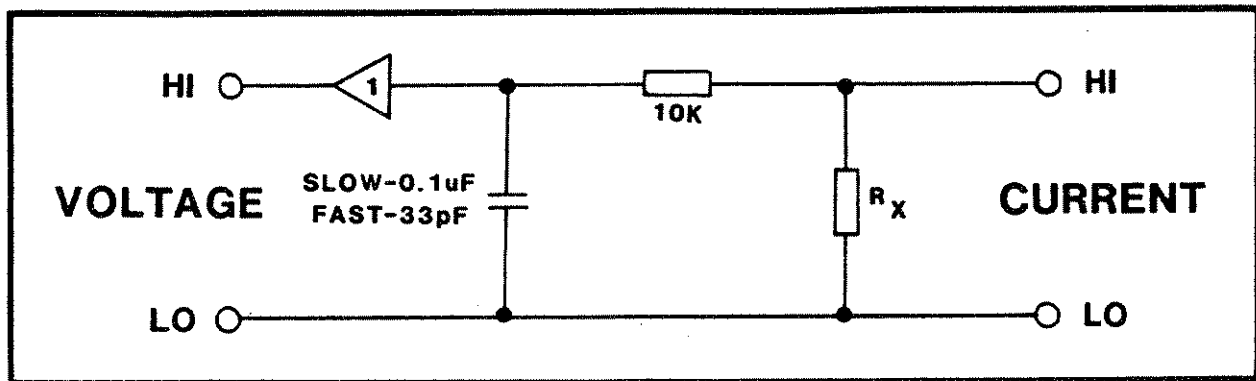 HI
1
10K
HI
VOLTAGE
SLOW-0.1uF
FAST-33pF
RX
CURRENT
LO
LO